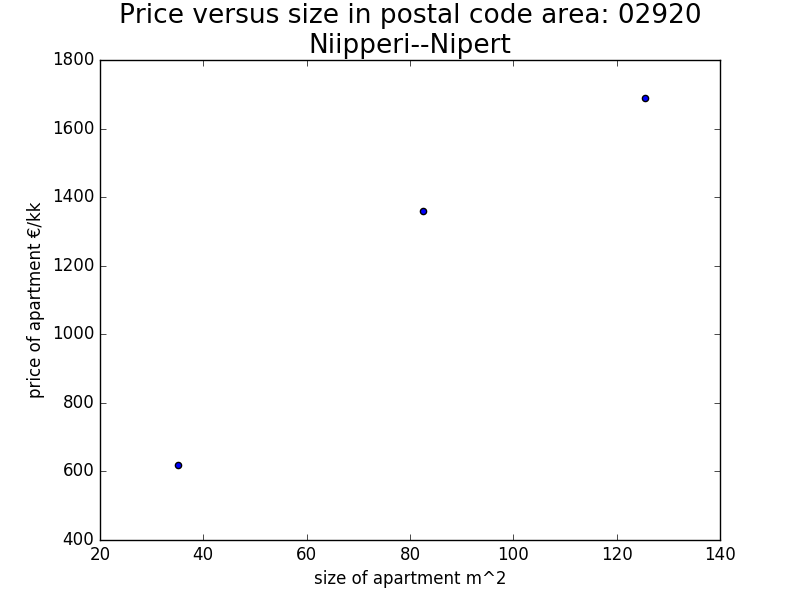 Price versus size in postal code area: 02920
Niipperi--Nipert
1800
1600
1400
1200
1000
800
600
400
price of apartment €/kk
20 40 60 80 100 120 140
size of apartment m^2